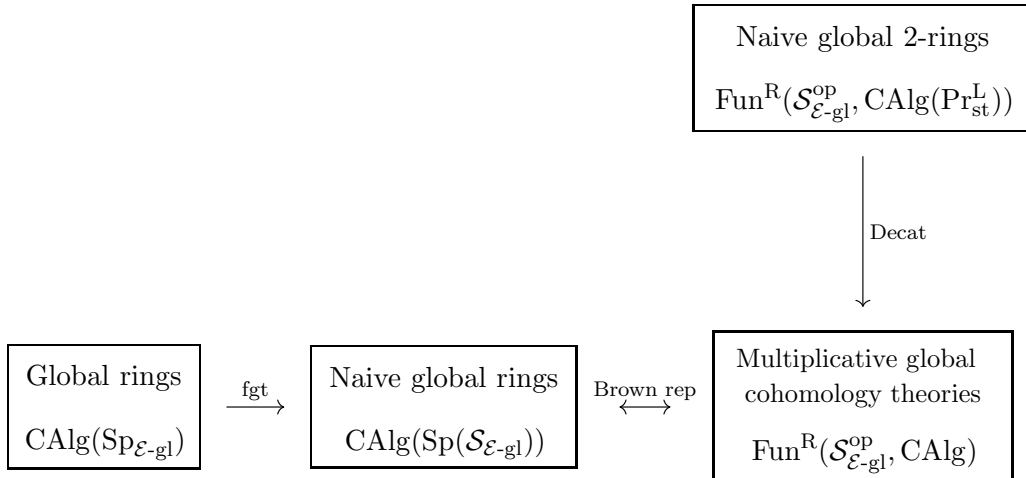 Naive global 2-rings
Fun^R(𝒮^op_{ℰ-gl}, CAlg(Pr^L_st))
Decat
Global rings
CAlg(Sp_{ℰ-gl})
fgt
Naive global rings
CAlg(Sp(𝒮_{ℰ-gl}))
Brown rep
Multiplicative global
cohomology theories
Fun^R(𝒮^op_{ℰ-gl}, CAlg)